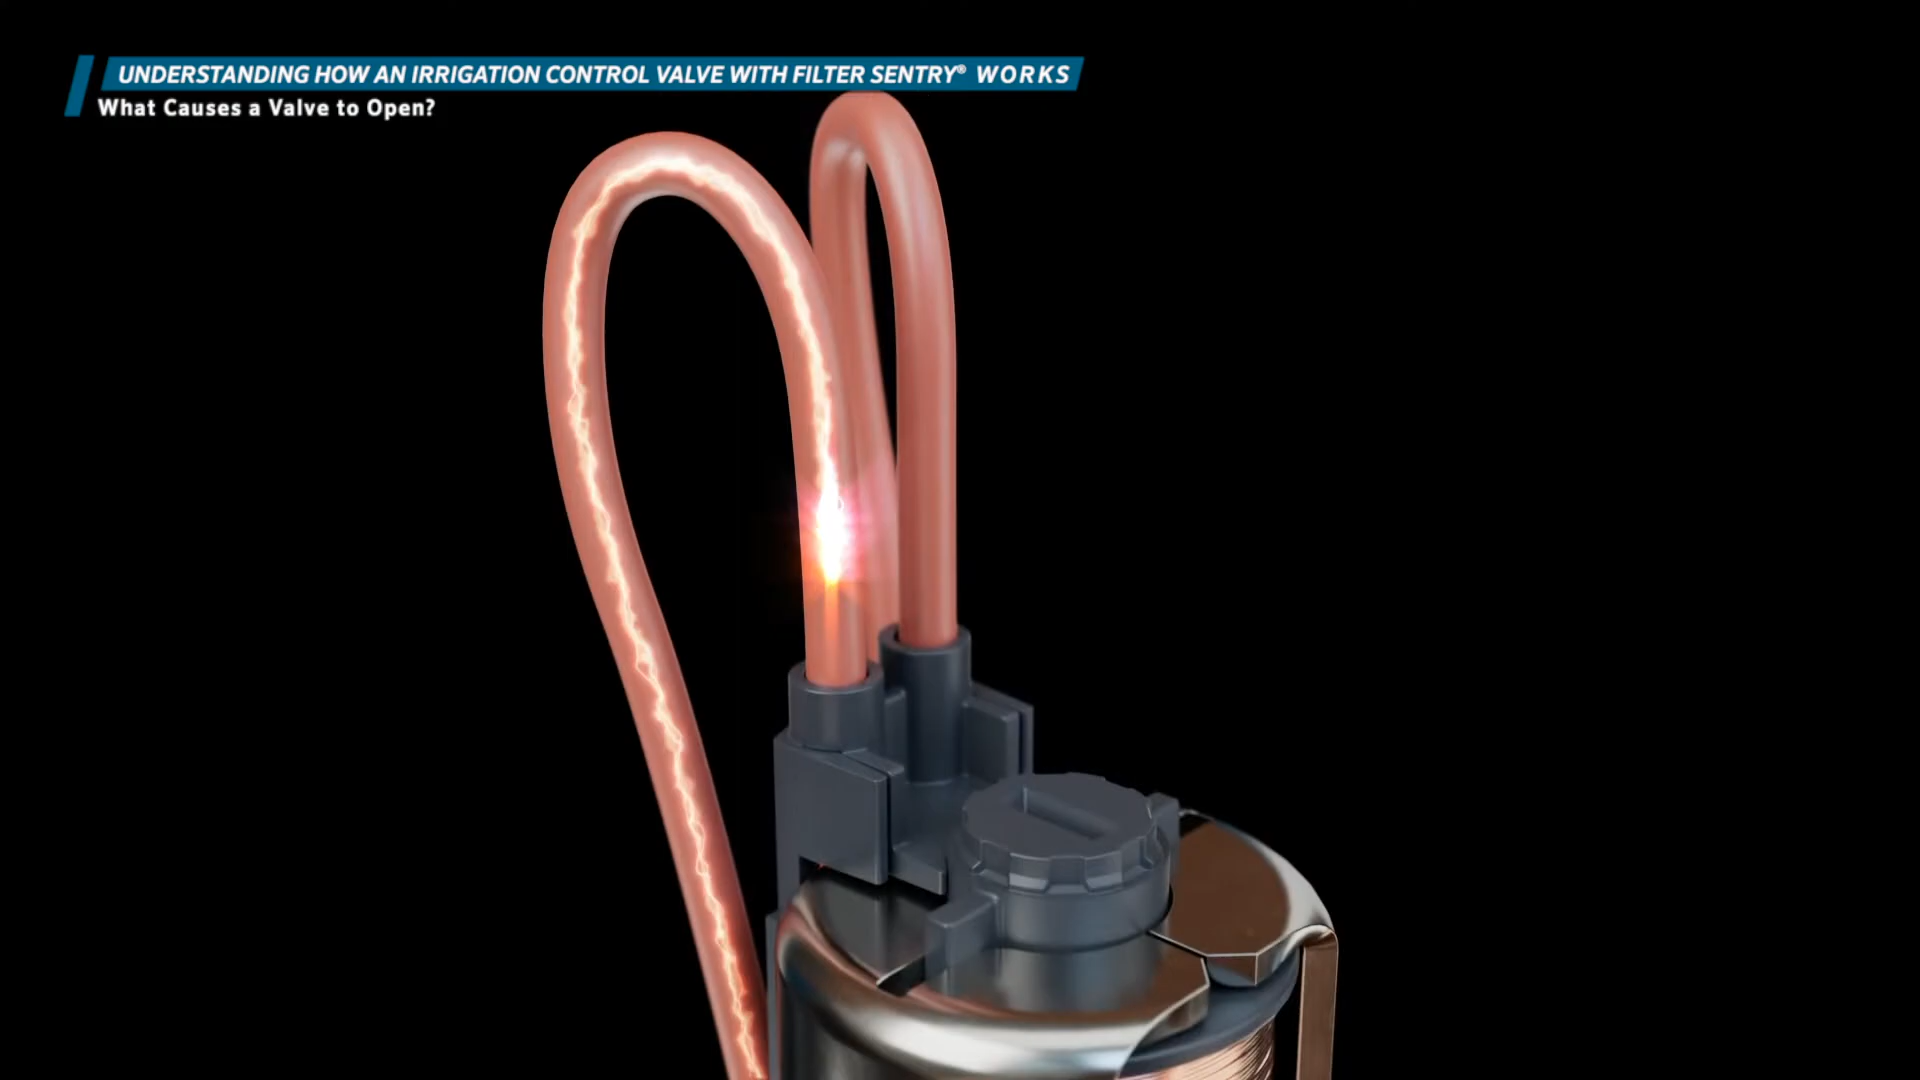 UNDERSTANDING HOW AN IRRIGATION CONTROL VALVE WITH FILTER SENTRY® WORKS
What Causes a Valve to Open?